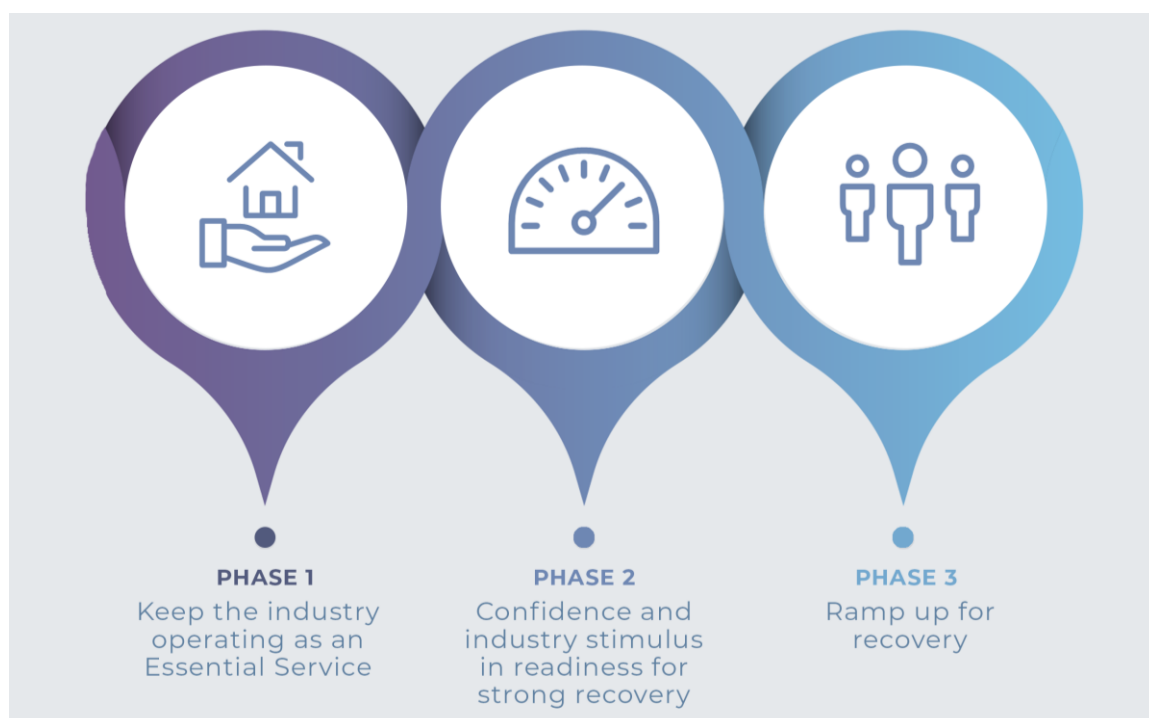 PHASE 1
Keep the industry
operating as an
Essential Service
PHASE 2
Confidence and
industry stimulus
in readiness for
strong recovery
PHASE 3
Ramp up for
recovery